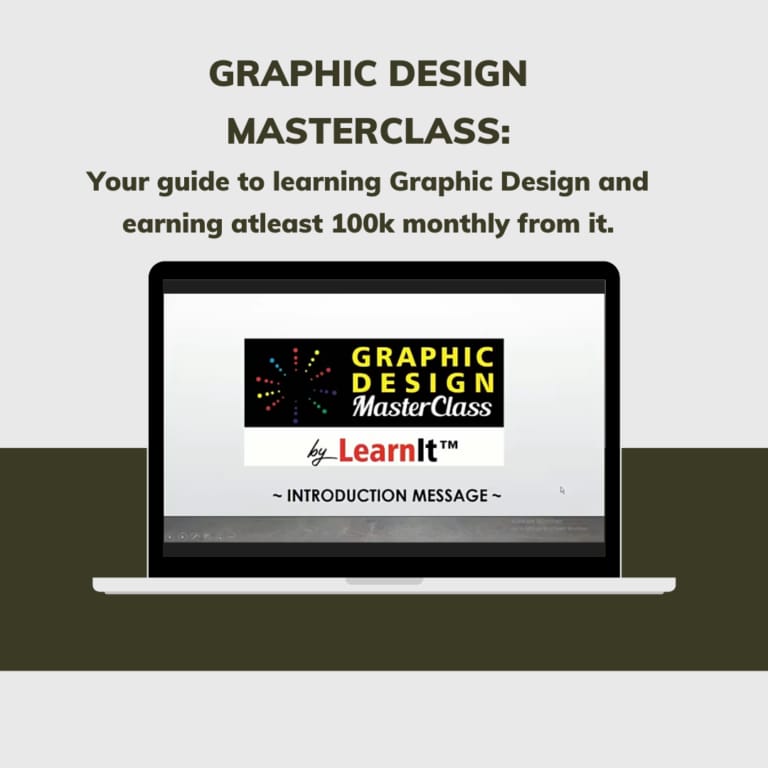 GRAPHIC DESIGN
MASTERCLASS:
Your guide to learning Graphic Design and
earning atleast 100k monthly from it.
GRAPHIC
DESIGN
MasterClass
by LearnIt™
~ INTRODUCTION MESSAGE ~